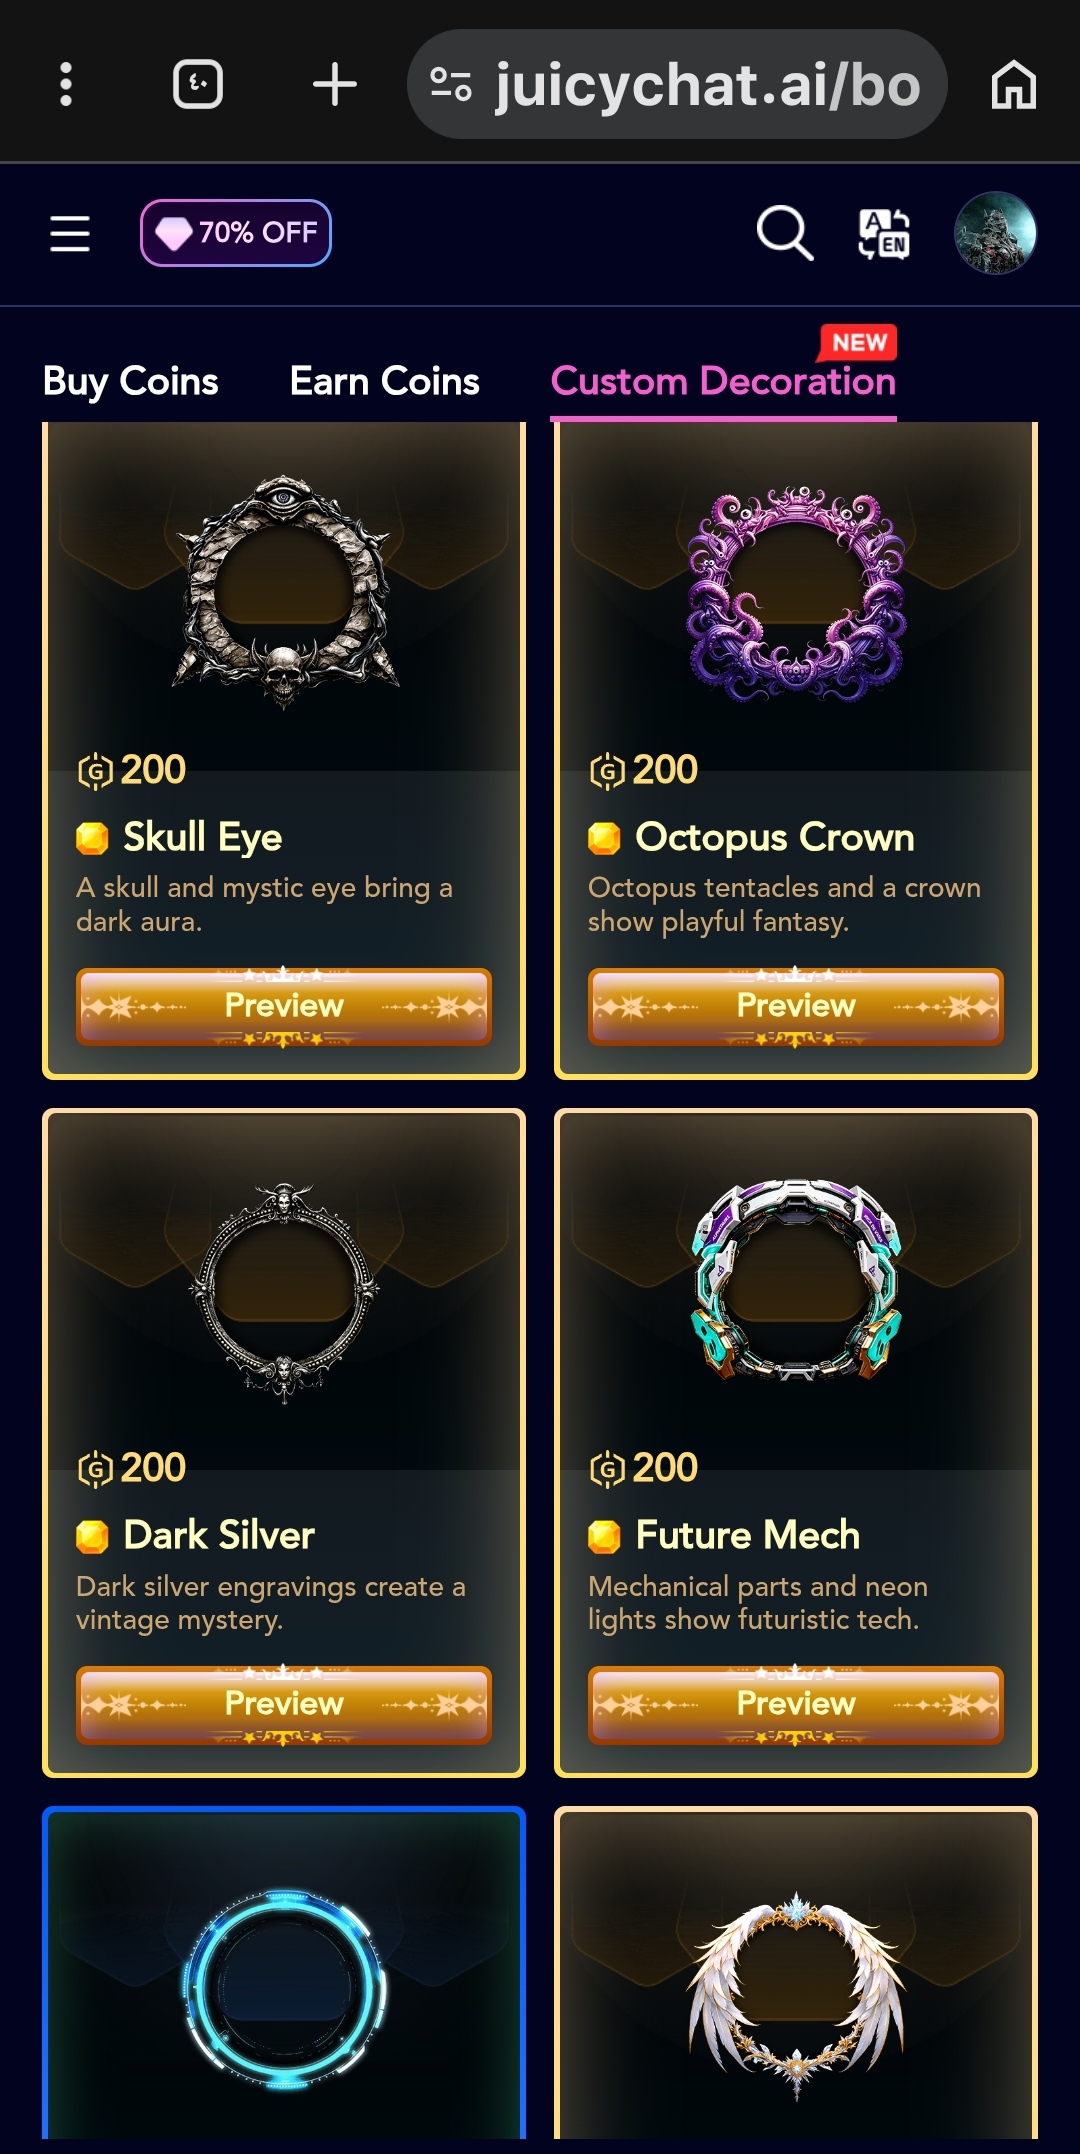 ٤٠
juicychat.ai/bo
70% OFF
A
EN
NEW
Buy Coins
Earn Coins
Custom Decoration
G 200
Skull Eye
A skull and mystic eye bring a
dark aura.
Preview
G 200
Octopus Crown
Octopus tentacles and a crown
show playful fantasy.
Preview
G 200
Dark Silver
Dark silver engravings create a
vintage mystery.
Preview
G 200
Future Mech
Mechanical parts and neon
lights show futuristic tech.
Preview